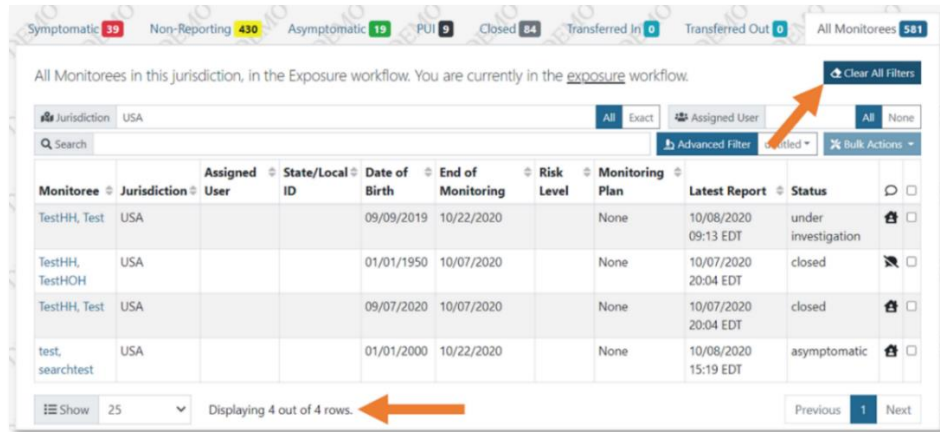 Symptomatic 39 Non-Reporting 430 Asymptomatic 19 PUI 9 Closed 84 Transferred In 0 Transferred Out 0 All Monitorees 581
All Monitorees in this jurisdiction, in the Exposure workflow. You are currently in the exposure workflow.
Clear All Filters
Jurisdiction USA All Exact Assigned User All None
Search Advanced Filter Bulk Actions
Monitoree Jurisdiction Assigned User State/Local ID Date of Birth End of Monitoring Risk Level Monitoring Plan Latest Report Status
TestHH, Test USA 09/09/2019 10/22/2020 None 10/08/2020 09:13 EDT under investigation
TestHH, TestHOH USA 01/01/1950 10/07/2020 None 10/07/2020 20:04 EDT closed
TestHH, Test USA 09/07/2020 10/07/2020 None 10/07/2020 20:04 EDT closed
test, searchtest USA 01/01/2000 10/22/2020 None 10/08/2020 15:19 EDT asymptomatic
Show 25 Displaying 4 out of 4 rows. Previous 1 Next